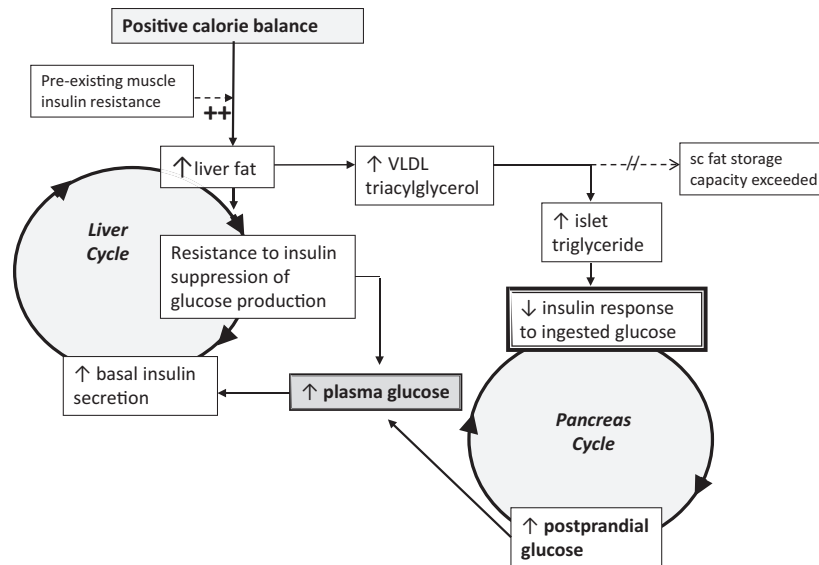 Positive calorie balance
Pre-existing muscle
insulin resistance
++
↑ liver fat
↑ VLDL
triacylglycerol
//
sc fat storage
capacity exceeded
Liver
Cycle
Resistance to insulin
suppression of
glucose production
↑ islet
triglyceride
↓ insulin response
to ingested glucose
↑ basal insulin
secretion
↑ plasma glucose
Pancreas
Cycle
↑ postprandial
glucose